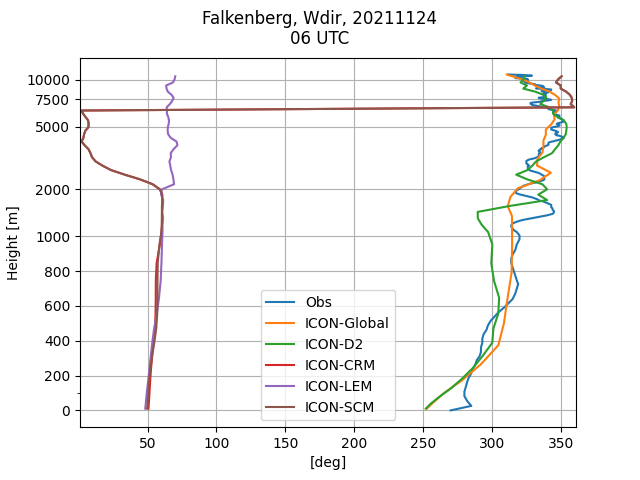 Falkenberg, Wdir, 20211124
06 UTC
Height [m]
10000
7500
5000
2000
1000
800
600
400
200
0
Obs
ICON-Global
ICON-D2
ICON-CRM
ICON-LEM
ICON-SCM
50 100 150 200 250 300 350
[deg]